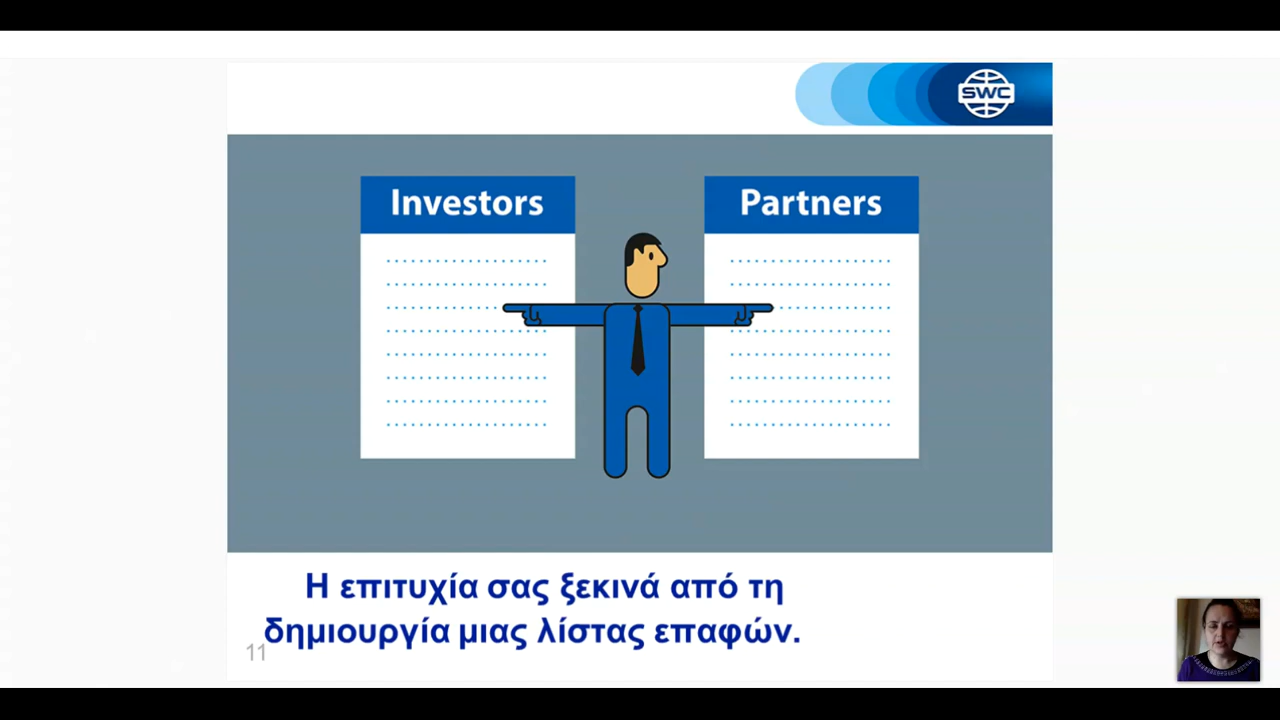 SWC
Investors
Partners
Η επιτυχία σας ξεκινά από τη
δημιουργία μιας λίστας επαφών.
11